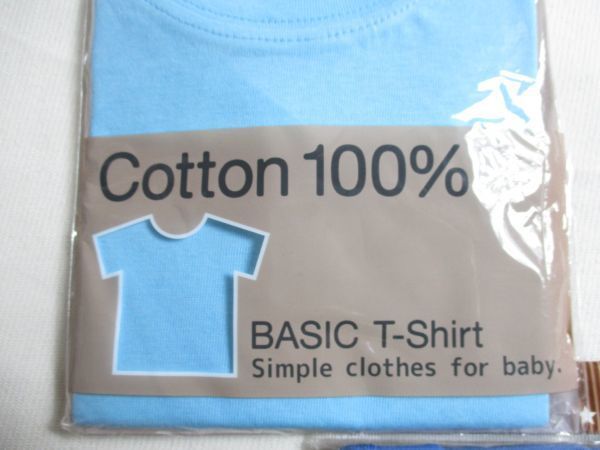 Cotton 100%
BASIC T-Shirt
Simple clothes for baby.